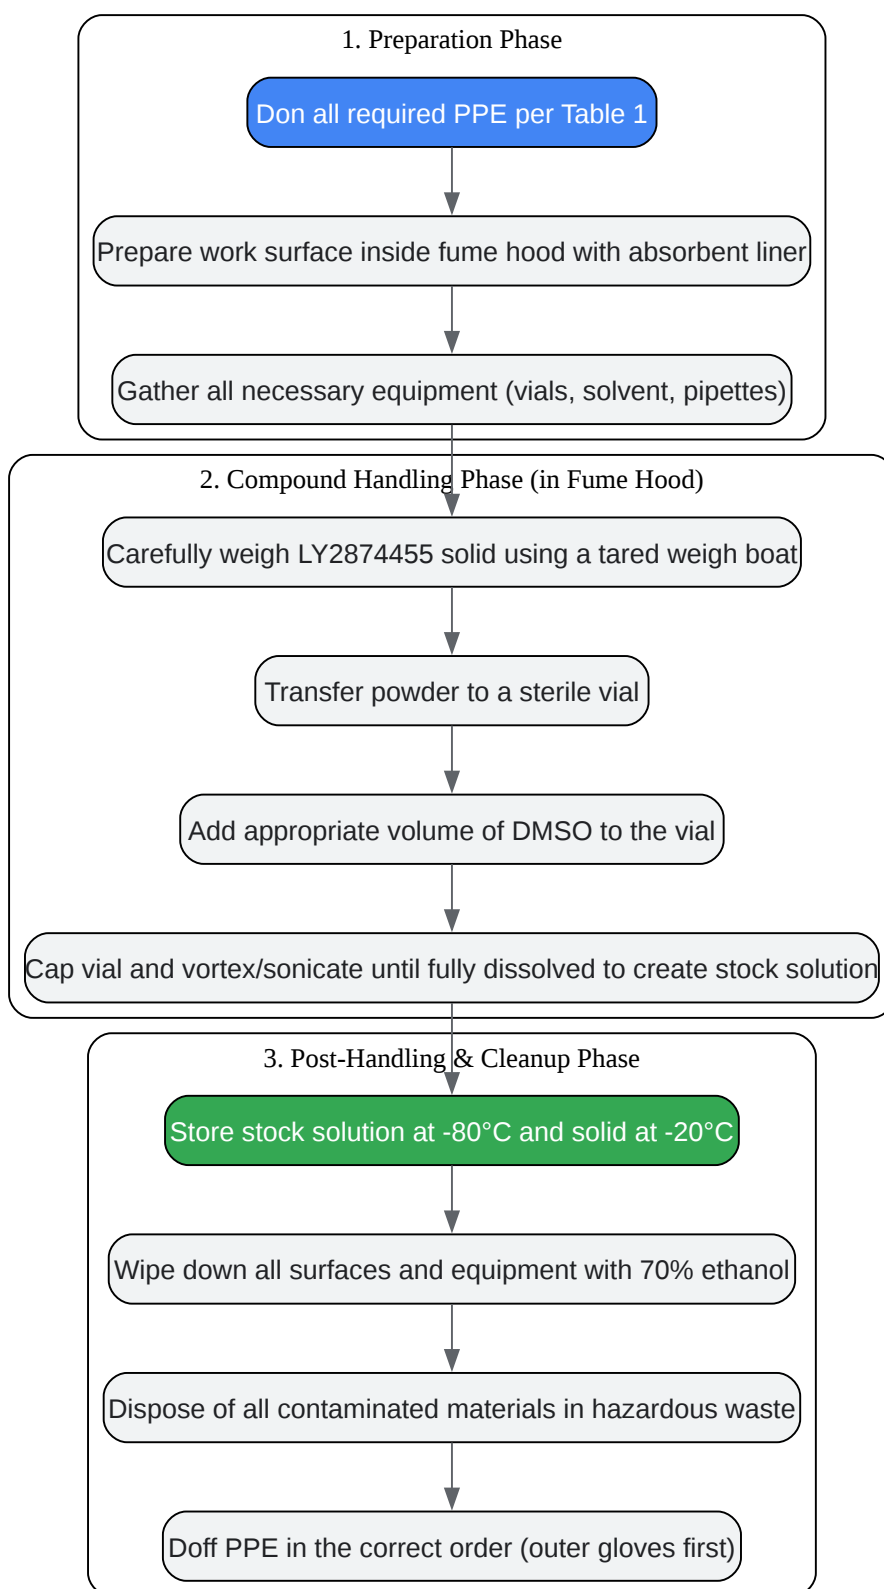 1. Preparation Phase
Don all required PPE per Table 1
Prepare work surface inside fume hood with absorbent liner
Gather all necessary equipment (vials, solvent, pipettes)
2. Compound Handling Phase (in Fume Hood)
Carefully weigh LY2874455 solid using a tared weigh boat
Transfer powder to a sterile vial
Add appropriate volume of DMSO to the vial
Cap vial and vortex/sonicate until fully dissolved to create stock solution
3. Post-Handling & Cleanup Phase
Store stock solution at -80°C and solid at -20°C
Wipe down all surfaces and equipment with 70% ethanol
Dispose of all contaminated materials in hazardous waste
Doff PPE in the correct order (outer gloves first)